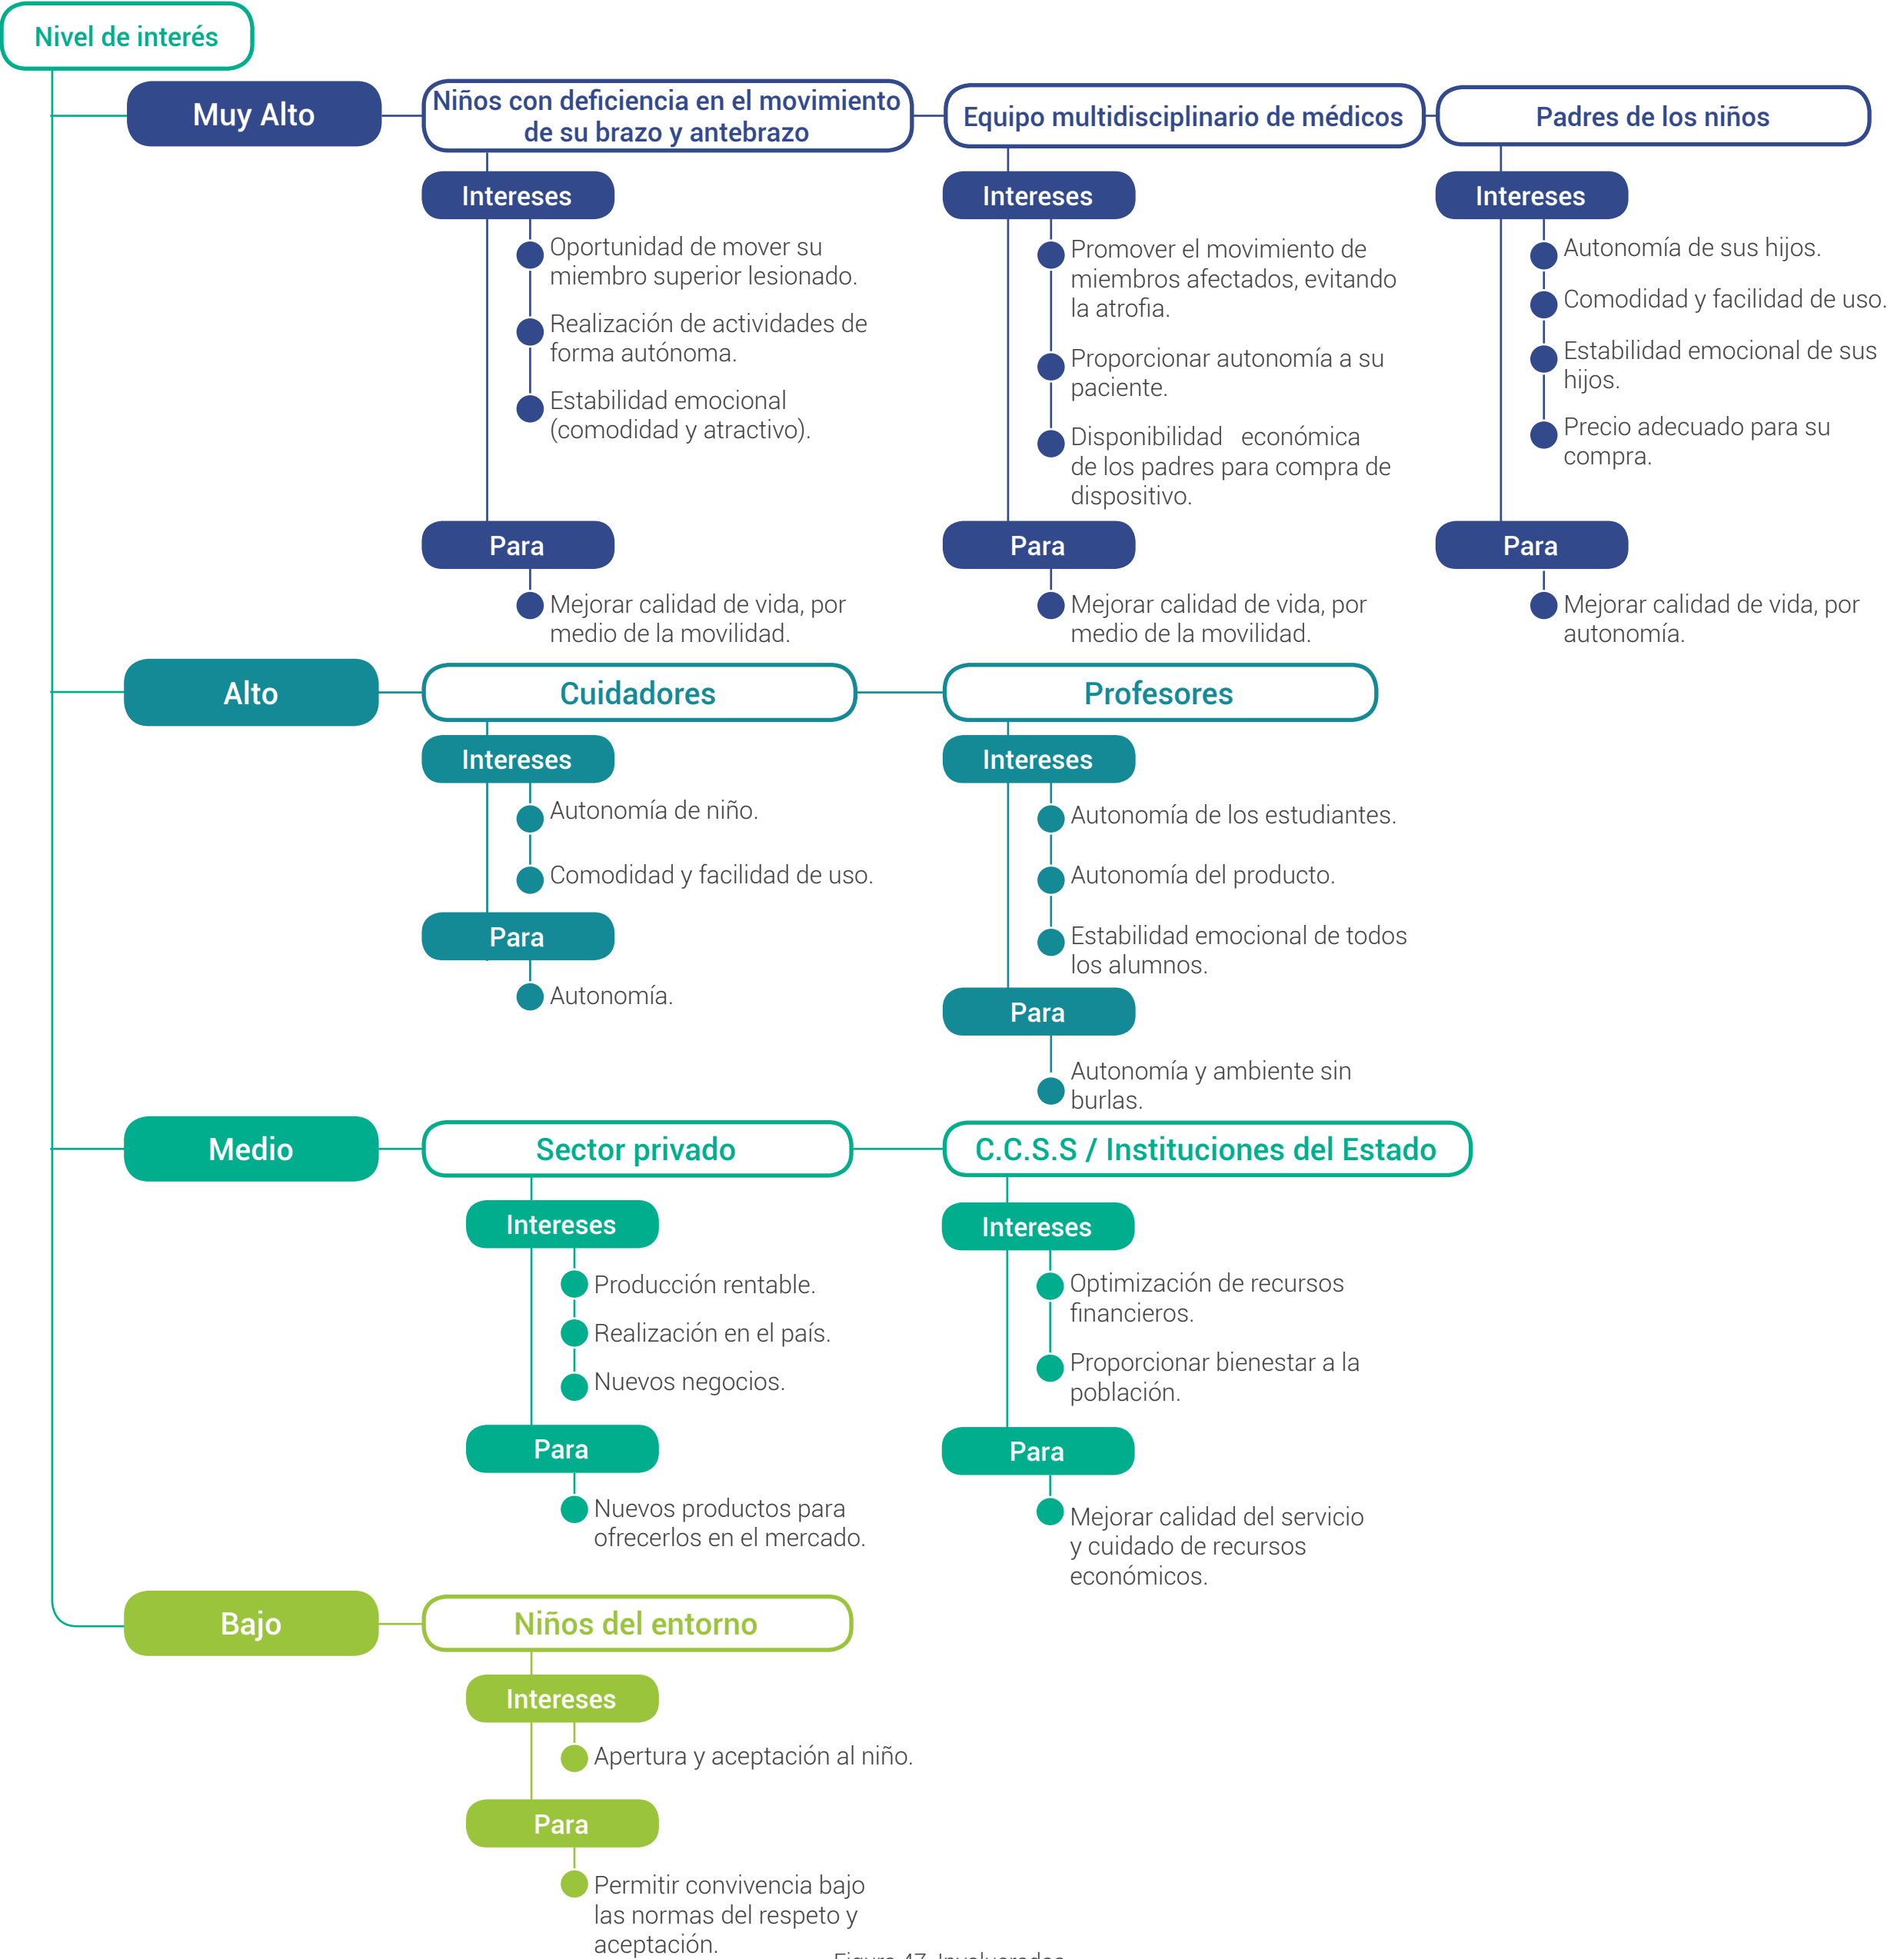 Nivel de interés
Muy Alto
Niños con deficiencia en el movimiento
de su brazo y antebrazo
Intereses
Oportunidad de mover su
miembro superior lesionado.
Realización de actividades de
forma autónoma.
Estabilidad emocional
(comodidad y atractivo).
Para
Mejorar calidad de vida, por
medio de la movilidad.
Equipo multidisciplinario de médicos
Intereses
Promover el movimiento de
miembros afectados, evitando
la atrofia.
Proporcionar autonomía a su
paciente.
Disponibilidad económica
de los padres para compra de
dispositivo.
Para
Mejorar calidad de vida, por
medio de la movilidad.
Padres de los niños
Intereses
Autonomía de sus hijos.
Comodidad y facilidad de uso.
Estabilidad emocional de sus
hijos.
Precio adecuado para su
compra.
Para
Mejorar calidad de vida, por
autonomía.
Alto
Cuidadores
Intereses
Autonomía de niño.
Comodidad y facilidad de uso.
Para
Autonomía.
Profesores
Intereses
Autonomía de los estudiantes.
Autonomía del producto.
Estabilidad emocional de todos
los alumnos.
Para
Autonomía y ambiente sin
burlas.
Medio
Sector privado
Intereses
Producción rentable.
Realización en el país.
Nuevos negocios.
Para
Nuevos productos para
ofrecerlos en el mercado.
C.C.S.S / Instituciones del Estado
Intereses
Optimización de recursos
financieros.
Proporcionar bienestar a la
población.
Para
Mejorar calidad del servicio
y cuidado de recursos
económicos.
Bajo
Niños del entorno
Intereses
Apertura y aceptación al niño.
Para
Permitir convivencia bajo
las normas del respeto y
aceptación.
Figura 47. Involucrados